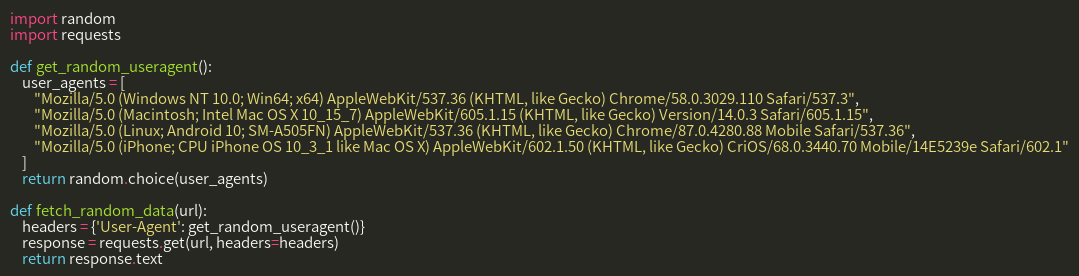 import random
import requests

def get_random_useragent():
    user_agents = [
        "Mozilla/5.0 (Windows NT 10.0; Win64; x64) AppleWebKit/537.36 (KHTML, like Gecko) Chrome/58.0.3029.110 Safari/537.3",
        "Mozilla/5.0 (Macintosh; Intel Mac OS X 10_15_7) AppleWebKit/605.1.15 (KHTML, like Gecko) Version/14.0.3 Safari/605.1.15",
        "Mozilla/5.0 (Linux; Android 10; SM-A505FN) AppleWebKit/537.36 (KHTML, like Gecko) Chrome/87.0.4280.88 Mobile Safari/537.36",
        "Mozilla/5.0 (iPhone; CPU iPhone OS 10_3_1 like Mac OS X) AppleWebKit/602.1.50 (KHTML, like Gecko) CriOS/68.0.3440.70 Mobile/14E5239e Safari/602.1"
    ]
    return random.choice(user_agents)

def fetch_random_data(url):
    headers = {'User-Agent': get_random_useragent()}
    response = requests.get(url, headers=headers)
    return response.text